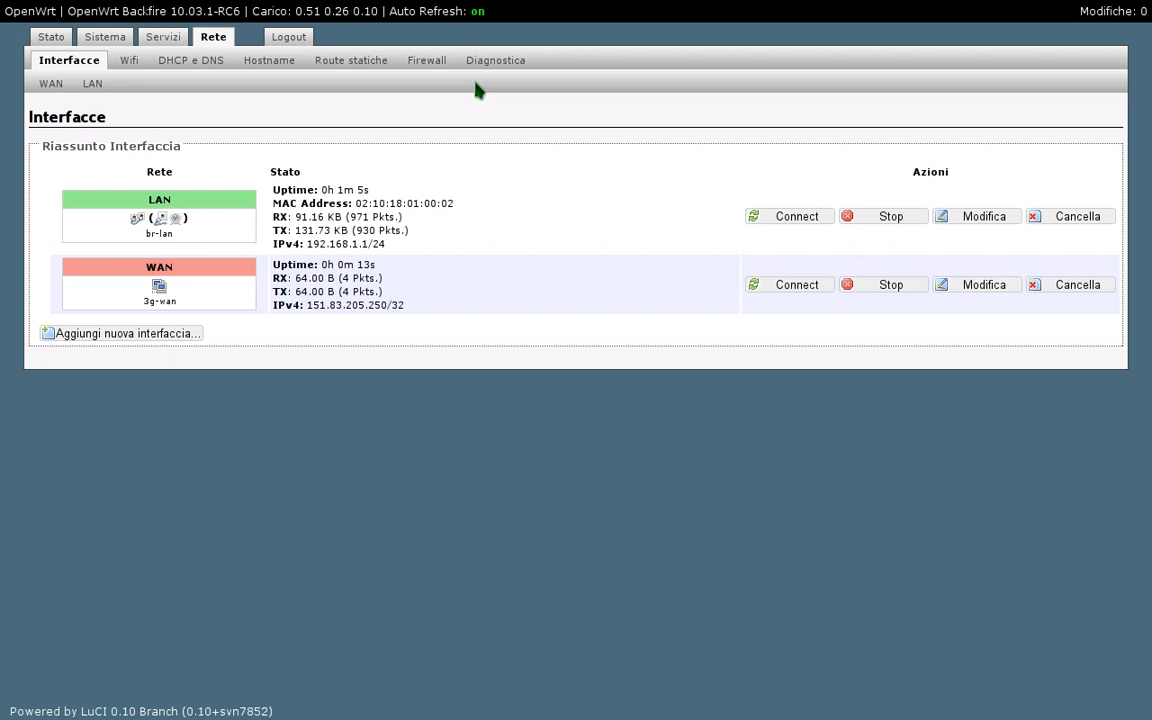 OpenWrt | OpenWrt Backfire 10.03.1-RC6 | Carico: 0.51 0.26 0.10 | Auto Refresh: on Modifiche: 0
Stato Sistema Servizi Rete Logout
Interfacce Wifi DHCP e DNS Hostname Route statiche Firewall Diagnostica
WAN LAN
Interfacce
Riassunto Interfaccia
Rete Stato Azioni
LAN
br-lan
Uptime: 0h 1m 5s
MAC Address: 02:10:18:01:00:02
RX: 91.16 KB (971 Pkts.)
TX: 131.73 KB (930 Pkts.)
IPv4: 192.168.1.1/24
Connect Stop Modifica Cancella
WAN
3g-wan
Uptime: 0h 0m 13s
RX: 64.00 B (4 Pkts.)
TX: 64.00 B (4 Pkts.)
IPv4: 151.83.205.250/32
Connect Stop Modifica Cancella
Aggiungi nuova interfaccia...
Powered by LuCI 0.10 Branch (0.10+svn7852)